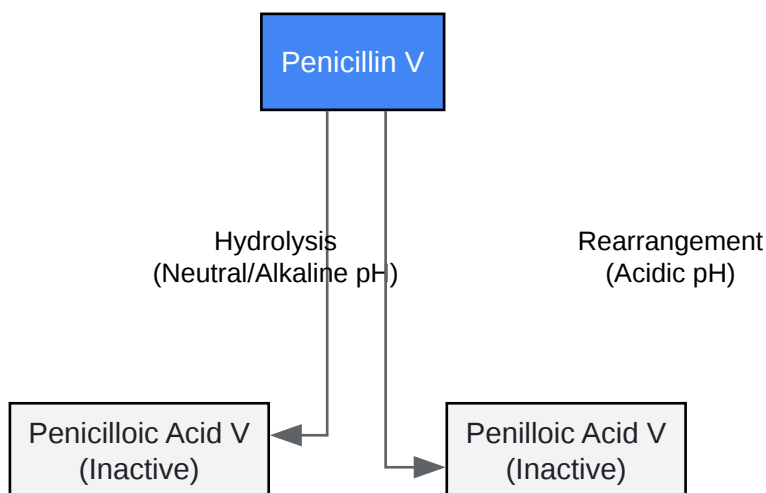 Penicillin V
Hydrolysis
(Neutral/Alkaline pH)
Rearrangement
(Acidic pH)
Penicilloic Acid V
(Inactive)
Penilloic Acid V
(Inactive)